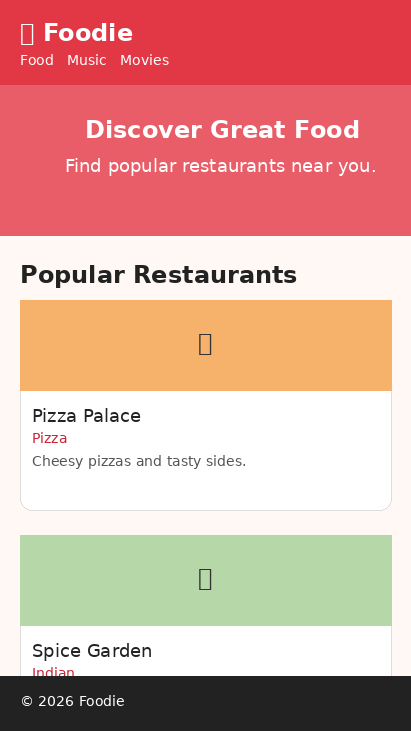 Foodie
Food Music Movies
Discover Great Food
Find popular restaurants near you.
Popular Restaurants
Pizza Palace
Pizza
Cheesy pizzas and tasty sides.
Spice Garden
Indian
© 2026 Foodie